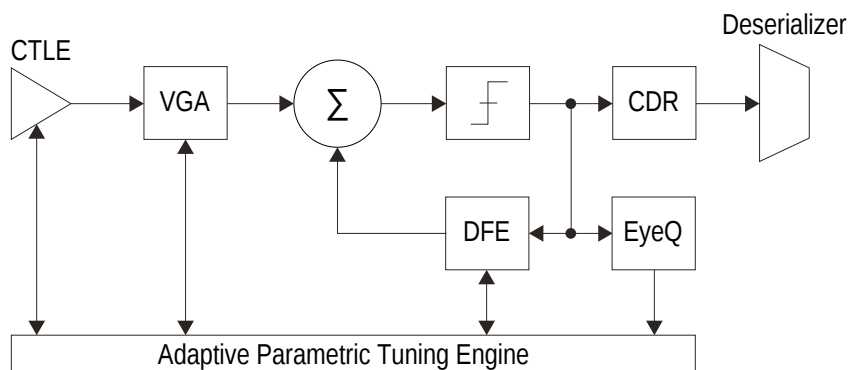 Deserializer
CTLE
VGA
Σ
CDR
DFE
EyeQ
Adaptive Parametric Tuning Engine